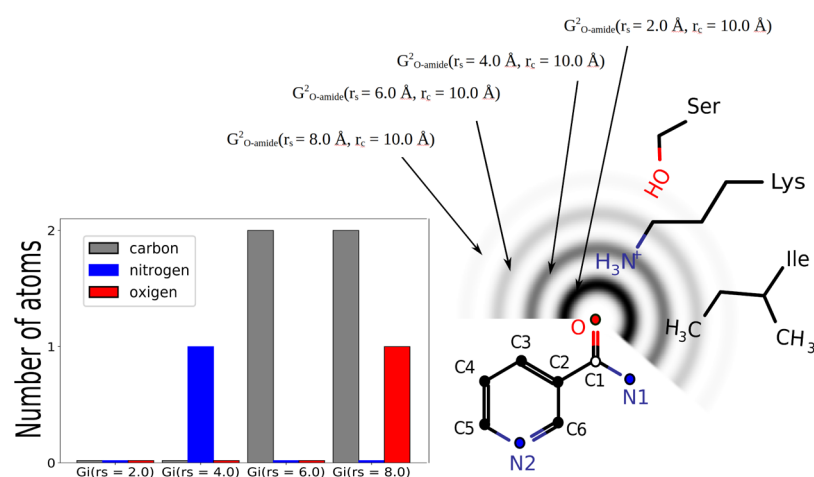 G²O-amide(rs = 2.0 Å, rc = 10.0 Å)
G²O-amide(rs = 4.0 Å, rc = 10.0 Å)
G²O-amide(rs = 6.0 Å, rc = 10.0 Å)
G²O-amide(rs = 8.0 Å, rc = 10.0 Å)
Ser
HO
Lys
H₃N⁺
Ile
H₃C
CH₃
O
C3
C2
C4
C1
N1
C5
C6
N2
Number of atoms
2
1
0
carbon
nitrogen
oxigen
Gi(rs = 2.0) Gi(rs = 4.0) Gi(rs = 6.0) Gi(rs = 8.0)